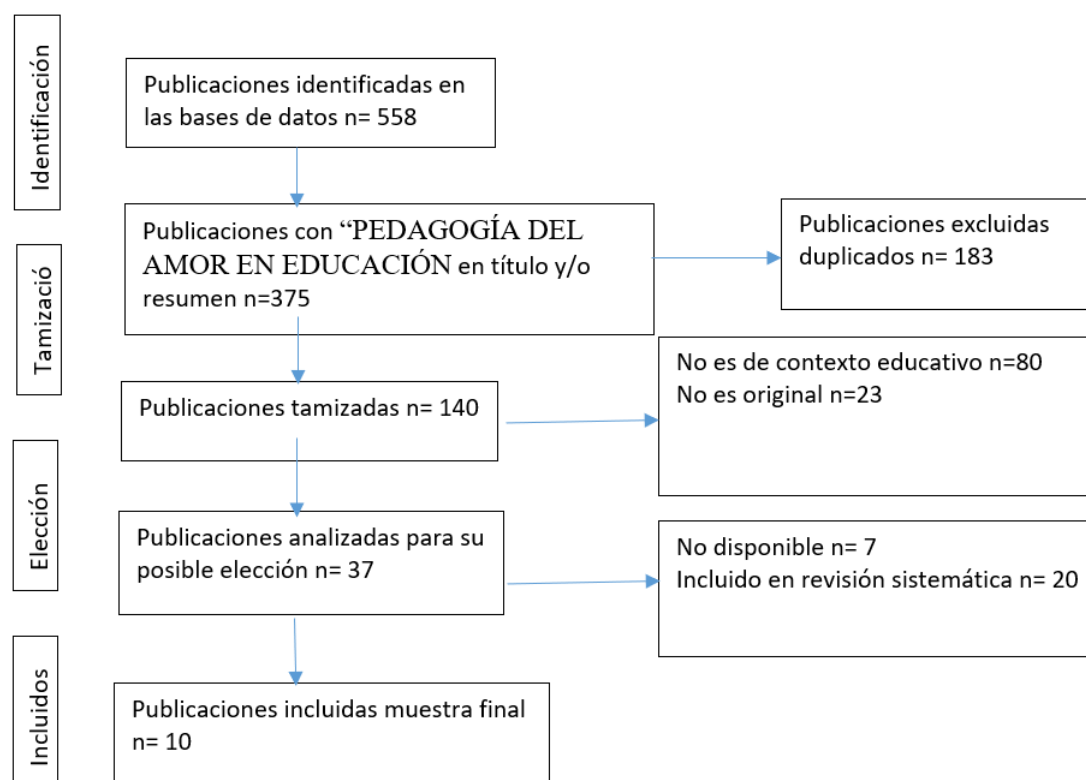 Identificación
Publicaciones identificadas en
las bases de datos n= 558
Publicaciones con “PEDAGOGÍA DEL
AMOR EN EDUCACIÓN en título y/o
resumen n=375
Publicaciones excluidas
duplicados n= 183
Tamizació
Publicaciones tamizadas n= 140
No es de contexto educativo n=80
No es original n=23
Elección
Publicaciones analizadas para su
posible elección n= 37
No disponible n= 7
Incluido en revisión sistemática n= 20
Incluidos
Publicaciones incluidas muestra final
n= 10